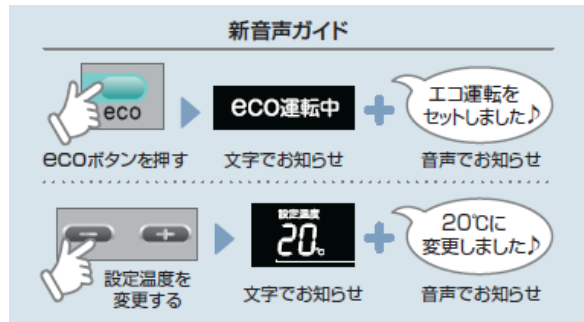 新音声ガイド
eco
eco運転中
エコ運転を
セットしました♪
ecoボタンを押す
文字でお知らせ
音声でお知らせ
− +
設定温度
20℃
20℃に
変更しました♪
設定温度を
変更する
文字でお知らせ
音声でお知らせ